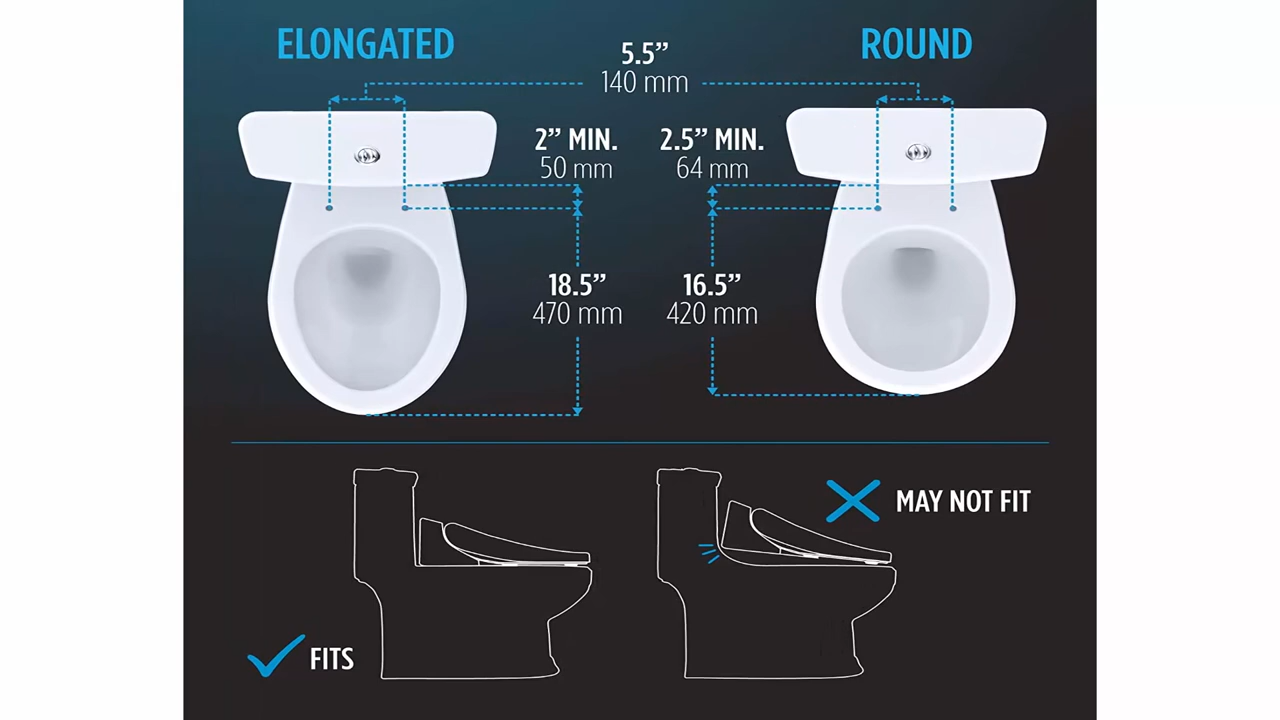 ELONGATED
ROUND
5.5”
140 mm
2” MIN.
50 mm
2.5” MIN.
64 mm
18.5”
470 mm
16.5”
420 mm
MAY NOT FIT
FITS